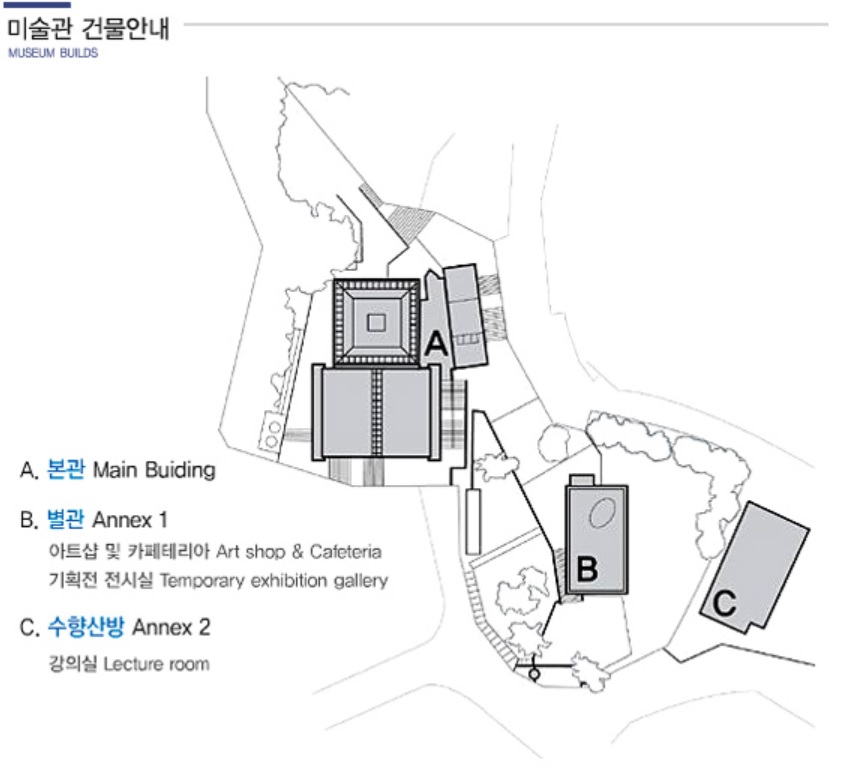 미술관 건물안내
MUSEUM BUILDS
A
B
C
A. 본관 Main Buiding
B. 별관 Annex 1
아트샵 및 카페테리아 Art shop & Cafeteria
기획전 전시실 Temporary exhibition gallery
C. 수향산방 Annex 2
강의실 Lecture room